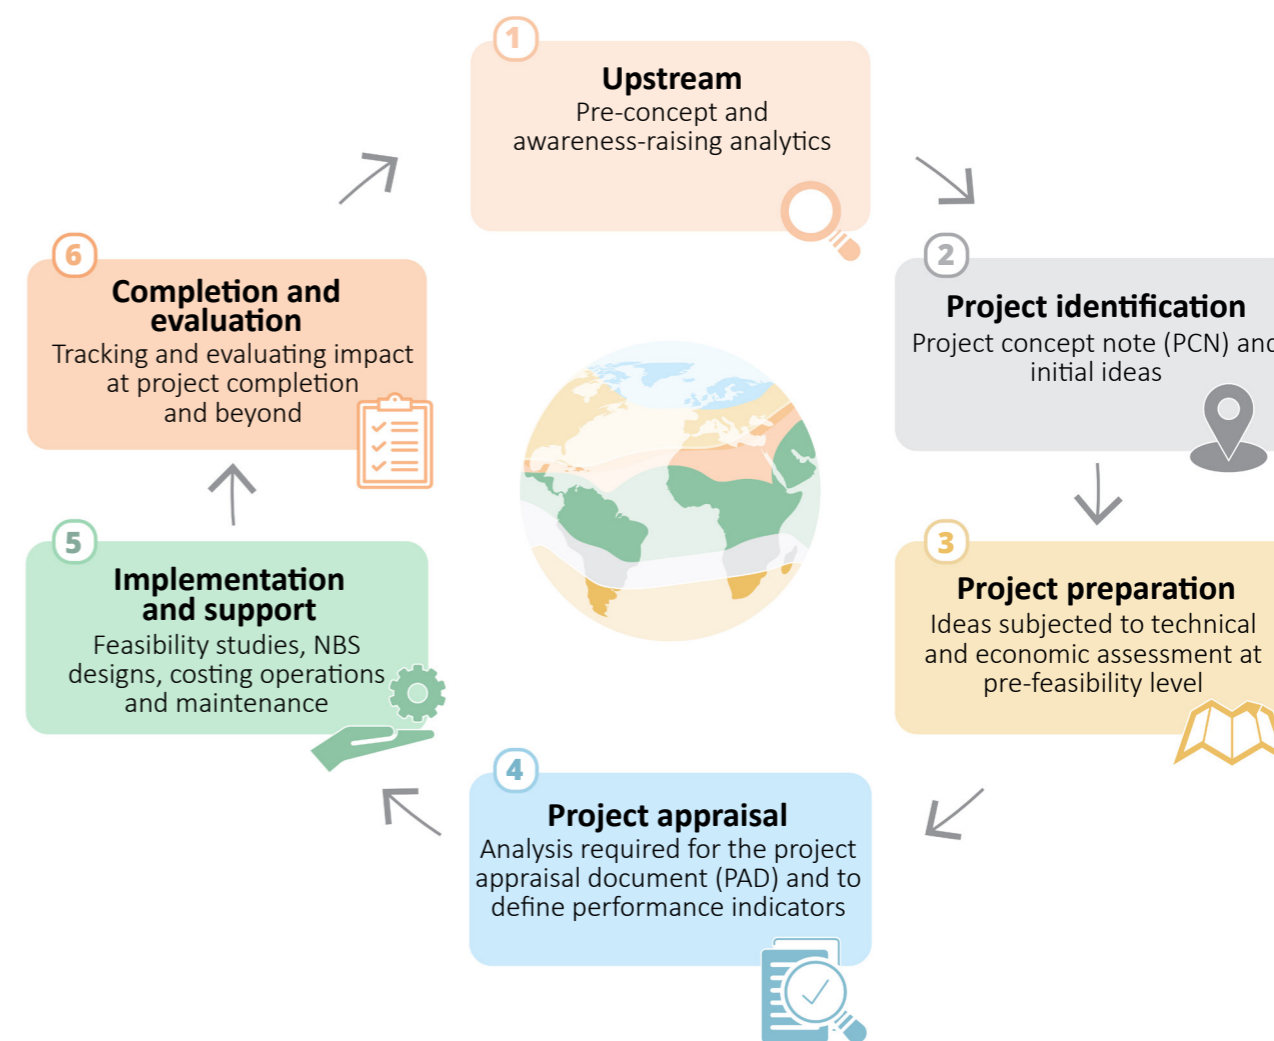 1
Upstream
Pre-concept and
awareness-raising analytics
2
Project identification
Project concept note (PCN) and
initial ideas
3
Project preparation
Ideas subjected to technical
and economic assessment at
pre-feasibility level
4
Project appraisal
Analysis required for the project
appraisal document (PAD) and to
define performance indicators
5
Implementation
and support
Feasibility studies, NBS
designs, costing operations
and maintenance
6
Completion and
evaluation
Tracking and evaluating impact
at project completion
and beyond